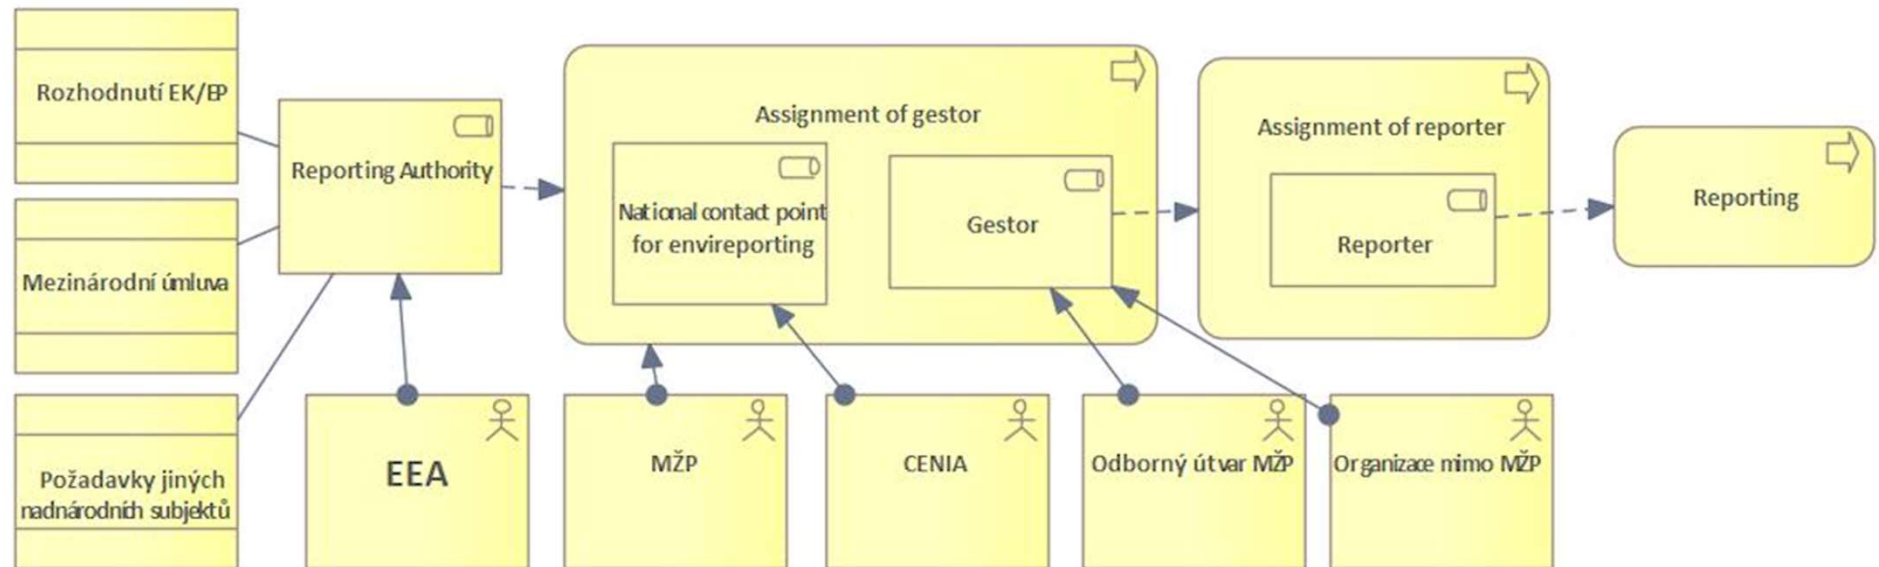 Rozhodnutí EK/EP
Mezinárodní úmluva
Požadavky jiných
nadnárodních subjektů
Reporting Authority
EEA
Assignment of gestor
National contact point
for envireporting
Gestor
MŽP
CENIA
Odborný útvar MŽP
Organizace mimo MŽP
Assignment of reporter
Reporter
Reporting